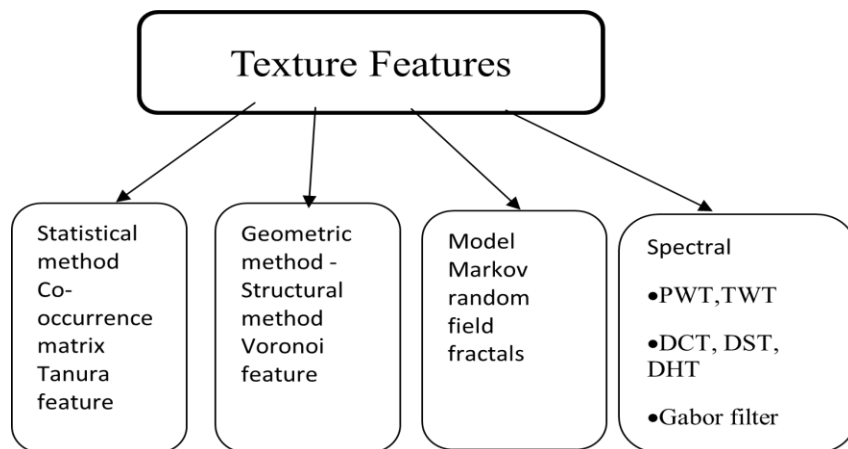 Texture Features
Statistical
method
Co-
occurrence
matrix
Tanura
feature
Geometric
method -
Structural
method
Voronoi
feature
Model
Markov
random
field
fractals
Spectral
•PWT,TWT
•DCT, DST,
DHT
•Gabor filter